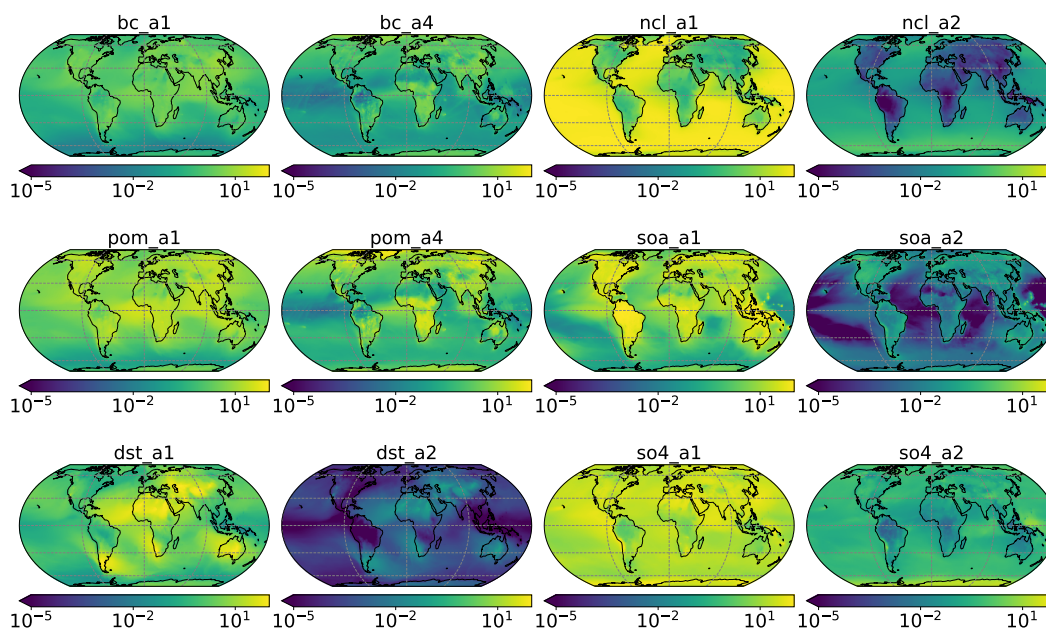 bc_a1 bc_a4 ncl_a1 ncl_a2
10⁻⁵ 10⁻² 10¹ 10⁻⁵ 10⁻² 10¹ 10⁻⁵ 10⁻² 10¹ 10⁻⁵ 10⁻² 10¹
pom_a1 pom_a4 soa_a1 soa_a2
10⁻⁵ 10⁻² 10¹ 10⁻⁵ 10⁻² 10¹ 10⁻⁵ 10⁻² 10¹ 10⁻⁵ 10⁻² 10¹
dst_a1 dst_a2 so4_a1 so4_a2
10⁻⁵ 10⁻² 10¹ 10⁻⁵ 10⁻² 10¹ 10⁻⁵ 10⁻² 10¹ 10⁻⁵ 10⁻² 10¹